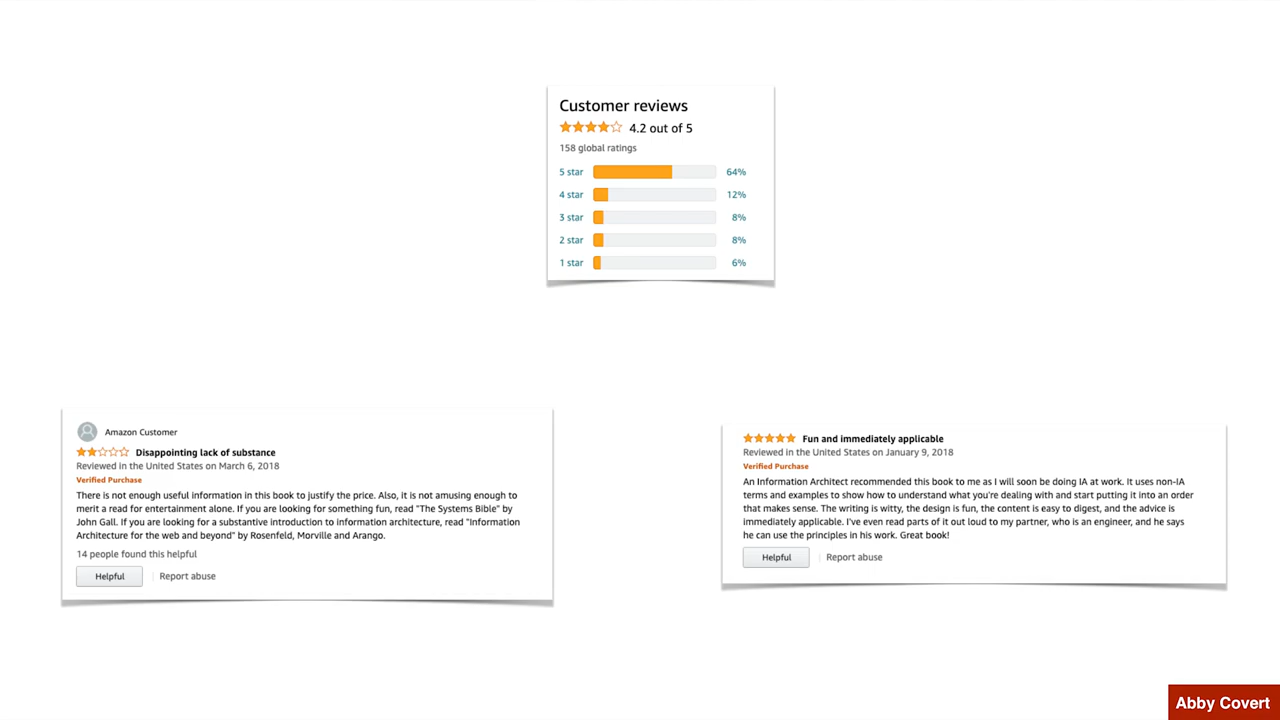 Customer reviews
4.2 out of 5
158 global ratings
5 star 64%
4 star 12%
3 star 8%
2 star 8%
1 star 6%
Amazon Customer
Disappointing lack of substance
Reviewed in the United States on March 6, 2018
Verified Purchase
There is not enough useful information in this book to justify the price. Also, it is not amusing enough to
merit a read for entertainment alone. If you are looking for something fun, read "The Systems Bible" by
John Gall. If you are looking for a substantive introduction to information architecture, read "Information
Architecture for the web and beyond" by Rosenfeld, Morville and Arango.
14 people found this helpful
Helpful Report abuse
Fun and immediately applicable
Reviewed in the United States on January 9, 2018
Verified Purchase
An Information Architect recommended this book to me as I will soon be doing IA at work. It uses non-IA
terms and examples to show how to understand what you're dealing with and start putting it into an order
that makes sense. The writing is witty, the design is fun, the content is easy to digest, and the advice is
immediately applicable. I've even read parts of it out loud to my partner, who is an engineer, and he says
he can use the principles in his work. Great book!
Helpful Report abuse
Abby Covert